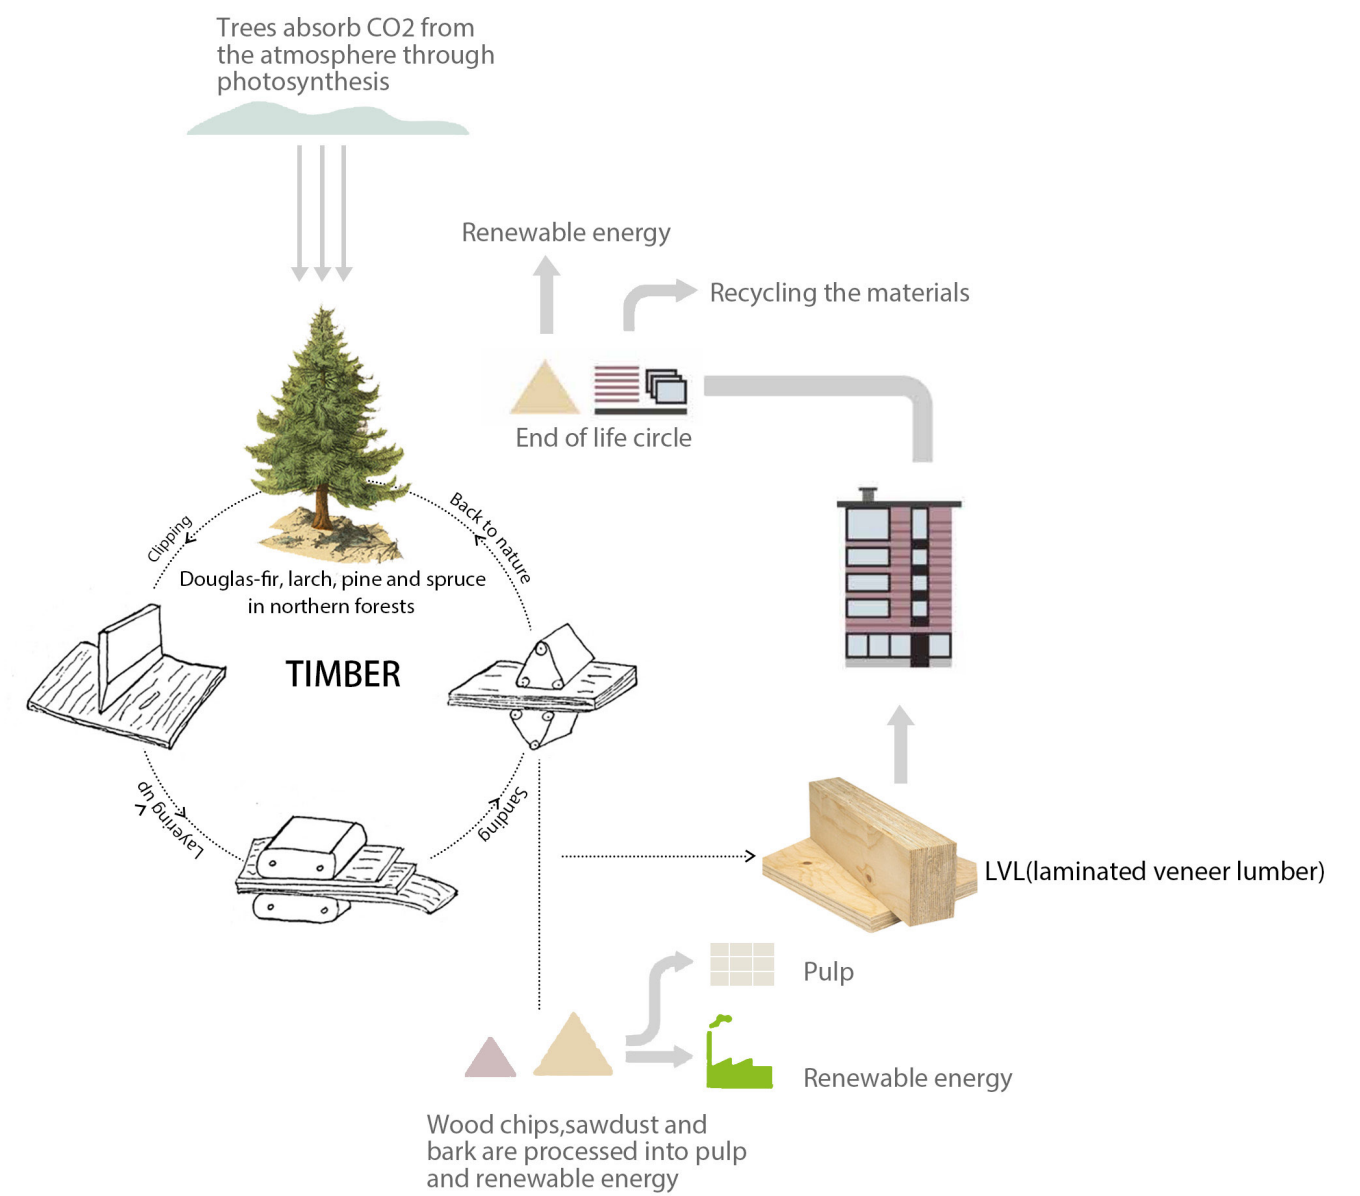 Trees absorb CO2 from
the atmosphere through
photosynthesis
Renewable energy
Recycling the materials
End of life circle
Clipping
Back to nature
Douglas-fir, larch, pine and spruce
in northern forests
TIMBER
Layering up
Sanding
LVL(laminated veneer lumber)
Pulp
Renewable energy
Wood chips,sawdust and
bark are processed into pulp
and renewable energy